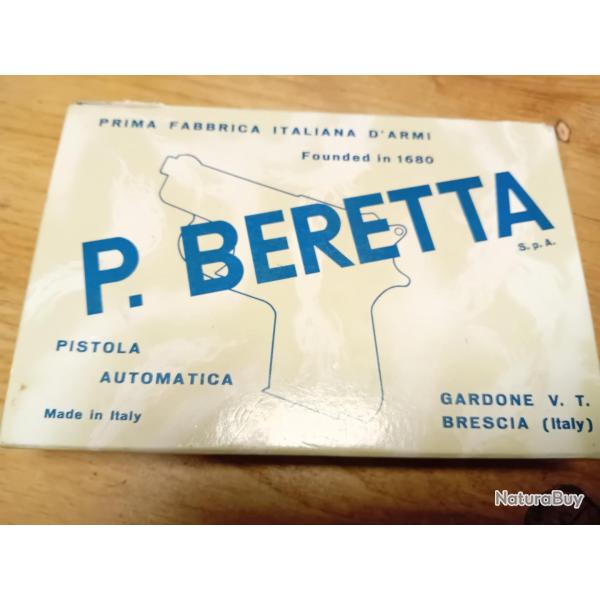 PRIMA FABBRICA ITALIANA D'ARMI
Founded in 1680
P. BERETTA
S.p.A.
PISTOLA
AUTOMATICA
Made in Italy
GARDONE V. T.
BRESCIA (Italy)
NaturaBuy